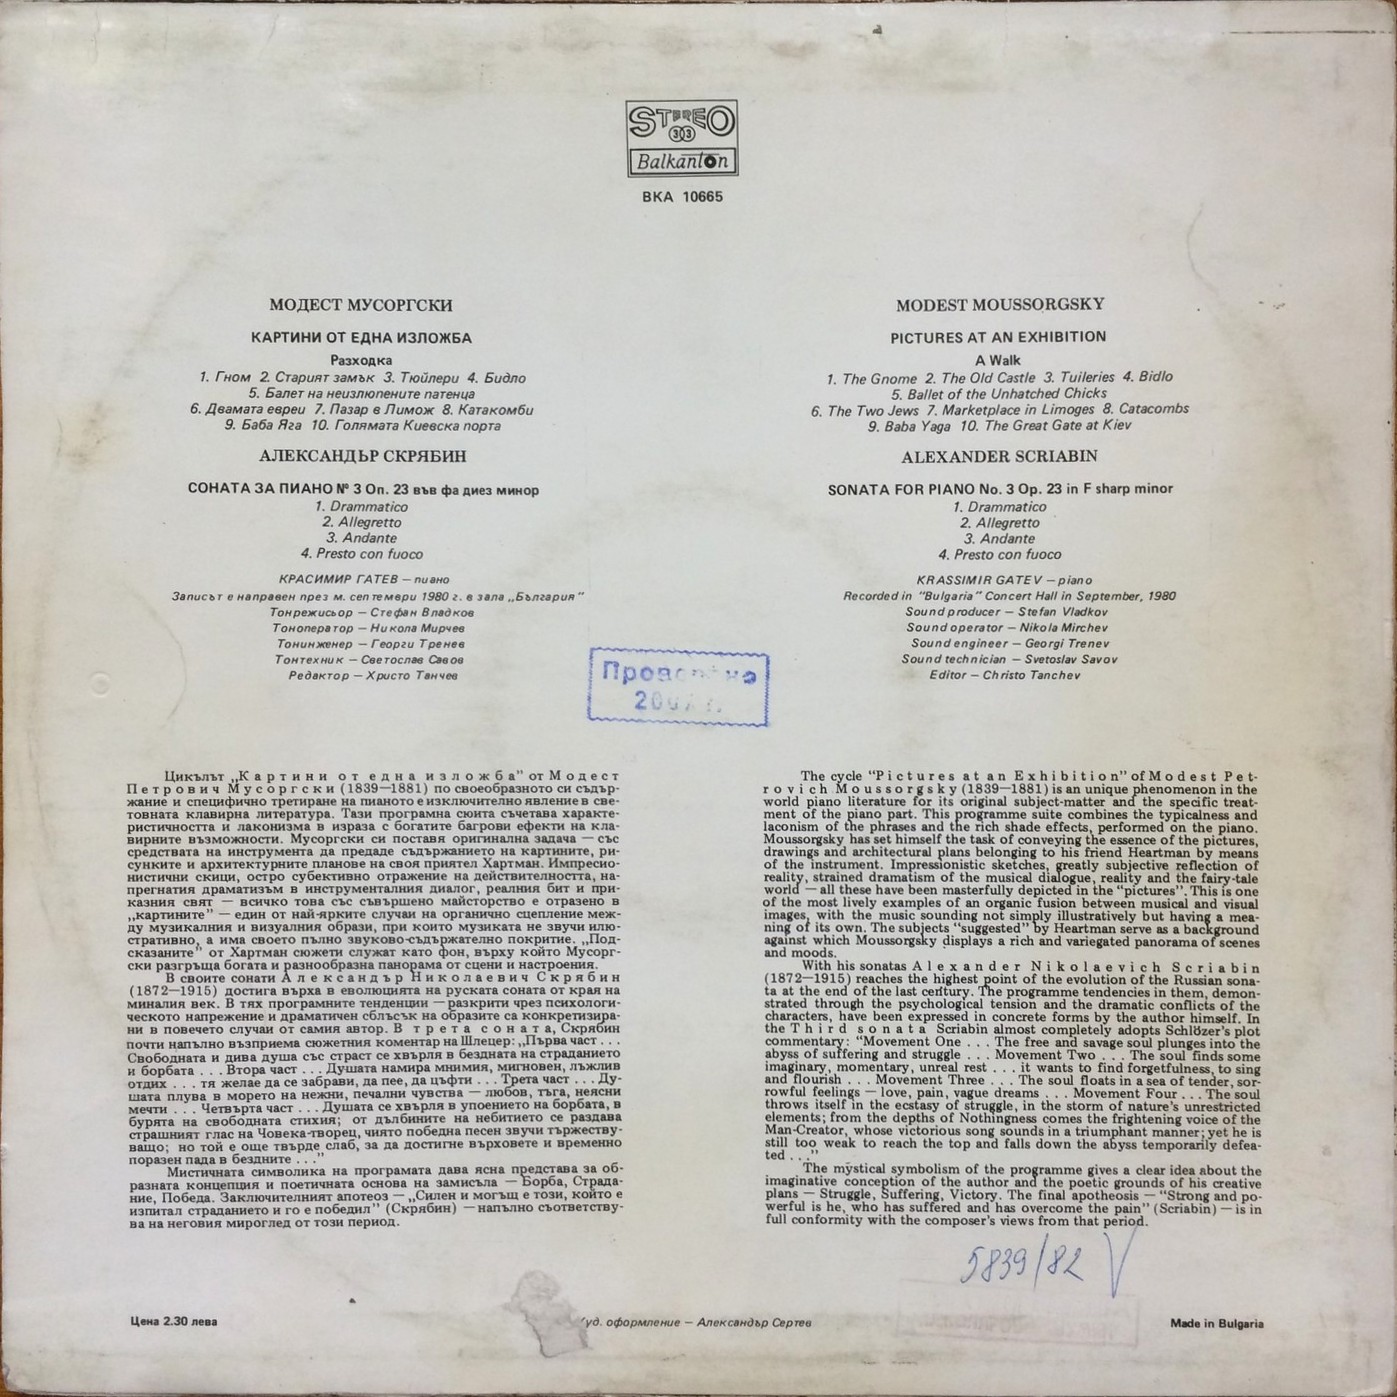 STEREO
33
Balkanton
ВКА 10665
МОДЕСТ МУСОРГСКИ
КАРТИНИ ОТ ЕДНА ИЗЛОЖБА
Разходка
1. Гном 2. Старият замък 3. Тюйлери 4. Бидло
5. Балет на неизлюпените патенца
6. Двамата евреи 7. Пазар в Лимож 8. Катакомби
9. Баба Яга 10. Голямата Киевска порта
АЛЕКСАНДЪР СКРЯБИН
СОНАТА ЗА ПИАНО № 3 Оп. 23 във фа диез минор
1. Drammatico
2. Allegretto
3. Andante
4. Presto con fuoco
КРАСИМИР ГАТЕВ — пиано
Записът е направен през м. септември 1980 г. в зала „България”
Тонрежисьор — Стефан Владков
Тоноператор — Никола Мирчев
Тонинженер — Георги Тренев
Тонтехник — Светослав Савов
Редактор — Христо Танчев
MODEST MOUSSORGSKY
PICTURES AT AN EXHIBITION
A Walk
1. The Gnome 2. The Old Castle 3. Tuileries 4. Bidlo
5. Ballet of the Unhatched Chicks
6. The Two Jews 7. Marketplace in Limoges 8. Catacombs
9. Baba Yaga 10. The Great Gate at Kiev
ALEXANDER SCRIABIN
SONATA FOR PIANO No. 3 Op. 23 in F sharp minor
1. Drammatico
2. Allegretto
3. Andante
4. Presto con fuoco
KRASSIMIR GATEV — piano
Recorded in “Bulgaria” Concert Hall in September, 1980
Sound producer — Stefan Vladkov
Sound operator — Nikola Mirchev
Sound engineer — Georgi Trenev
Sound technician — Svetoslav Savov
Editor — Christo Tanchev
Цикълът „Картини от една изложба” от Модест
Петрович Мусоргски (1839—1881) по своеобразното си съдър-
жание и специфично третиране на пианото е изключително явление в све-
товната клавирна литература. Тази програмна сюита съчетава характе-
ристичността и лаконизма в израза с богатите багрови ефекти на кла-
вирните възможности. Мусоргски си поставя оригинална задача — със
средствата на инструмента да предаде съдържанието на картините, ри-
сунките и архитектурните планове на своя приятел Хартман. Импресио-
нистични скици, остро субективно отражение на действителността, на-
прегнатия драматизъм в инструменталния диалог, реалния бит и при-
казния свят — всичко това със съвършено майсторство е отразено в
„картините” — един от най-ярките случаи на органично сцепление меж-
ду музикалния и визуалния образи, при които музиката не звучи илю-
стративно, а има своето пълно звуково-съдържателно покритие. „Под-
сказаните” от Хартман сюжети служат като фон, върху който Мусорг-
ски разгръща богата и разнообразна панорама от сцени и настроения.
В своите сонати Александър Николаевич Скрябин
(1872—1915) достига върха в еволюцията на руската соната от края на
миналия век. В тях програмните тенденции — разкрити чрез психологи-
ческото напрежение и драматичен сблъсък на образите са конкретизира-
ни в повечето случаи от самия автор. В трета соната, Скрябин
почти напълно възприема сюжетния коментар на Шлецер: „Първа част . . .
Свободната и дива душа със страст се хвърля в бездната на страданието
и борбата . . . Втора част . . . Душата намира мнимия, мигновен, лъжлив
отдих . . . тя желае да се забрави, да пее, да цъфти . . . Трета част . . . Ду-
шата плува в морето на нежни, печални чувства — любов, тъга, неясни
мечти . . . Четвърта част . . . Душата се хвърля в упоението на борбата, в
бурята на свободната стихия; от дълбините на небитието се раздава
страшният глас на Човека-творец, чиято победна песен звучи тържеству-
ващо; но той е още твърде слаб, за да достигне върховете и временно
поразен пада в бездните . . .”
Мистичната символика на програмата дава ясна представа за об-
разната концепция и поетичната основа на замисъла — Борба, Страда-
ние, Победа. Заключителният апотеоз — „Силен и могъщ е този, който е
изпитал страданието и го е победил” (Скрябин) — напълно съответству-
ва на неговия мироглед от този период.
The cycle “Pictures at an Exhibition” of Modest Pet-
rovich Moussorgsky (1839—1881) is an unique phenomenon in the
world piano literature for its original subject-matter and the specific treat-
ment of the piano part. This programme suite combines the typicalness and
laconism of the phrases and the rich shade effects, performed on the piano.
Moussorgsky has set himself the task of conveying the essence of the pictures,
drawings and architectural plans belonging to his friend Heartman by means
of the instrument. Impressionistic sketches, greatly subjective reflection of
reality, strained dramatism of the musical dialogue, reality and the fairy-tale
world — all these have been masterfully depicted in the “pictures”. This is one
of the most lively examples of an organic fusion between musical and visual
images, with the music sounding not simply illustratively but having a mea-
ning of its own. The subjects “suggested” by Heartman serve as a background
against which Moussorgsky displays a rich and variegated panorama of scenes
and moods.
With his sonatas Alexander Nikolaevich Scriabin
(1872—1915) reaches the highest point of the evolution of the Russian sona-
ta at the end of the last century. The programme tendencies in them, demon-
strated through the psychological tension and the dramatic conflicts of the
characters, have been expressed in concrete forms by the author himself. In
the Third sonata Scriabin almost completely adopts Schlözer's plot
commentary: “Movement One . . . The free and savage soul plunges into the
abyss of suffering and struggle . . . Movement Two . . . The soul finds some
imaginary, momentary, unreal rest . . . it wants to find forgetfulness, to sing
and flourish . . . Movement Three . . . The soul floats in a sea of tender, sor-
rowful feelings — love, pain, vague dreams . . . Movement Four . . . The soul
throws itself in the ecstasy of struggle, in the storm of nature's unrestricted
elements; from the depths of Nothingness comes the frightening voice of the
Man-Creator, whose victorious song sounds in a triumphant manner; yet he is
still too weak to reach the top and falls down the abyss temporarily defea-
ted . . .”
The mystical symbolism of the programme gives a clear idea about the
imaginative conception of the author and the poetic grounds of his creative
plans — Struggle, Suffering, Victory. The final apotheosis — “Strong and po-
werful is he, who has suffered and has overcome the pain” (Scriabin) — is in
full conformity with the composer's views from that period.
5839/82 V
Цена 2.30 лева
оформление — Александър Сертев
Made in Bulgaria